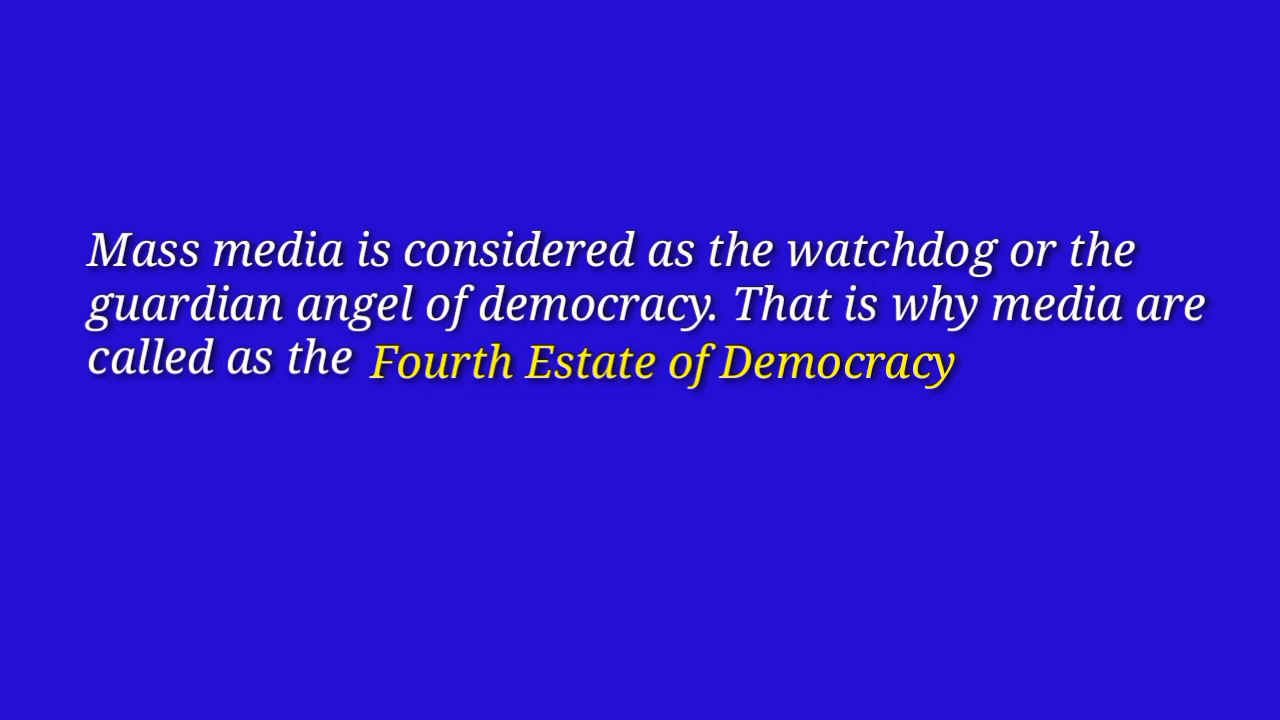 Mass media is considered as the watchdog or the
guardian angel of democracy. That is why media are
called as the Fourth Estate of Democracy